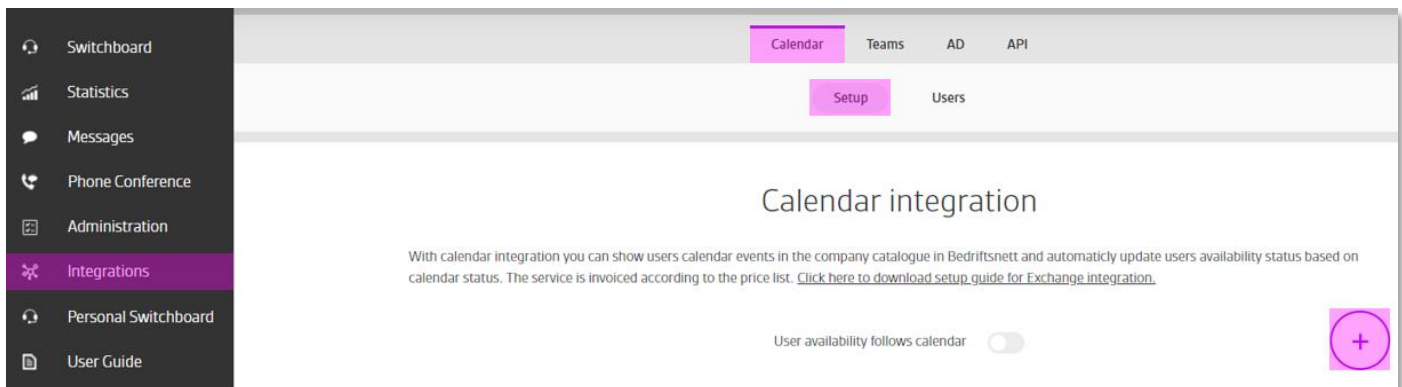 Switchboard
Statistics
Messages
Phone Conference
Administration
Integrations
Personal Switchboard
User Guide
Calendar Teams AD API
Setup Users
Calendar integration
With calendar integration you can show users calendar events in the company catalogue in Bedriftsnett and automaticly update users availability status based on
calendar status. The service is invoiced according to the price list. Click here to download setup guide for Exchange integration.
User availability follows calendar
+